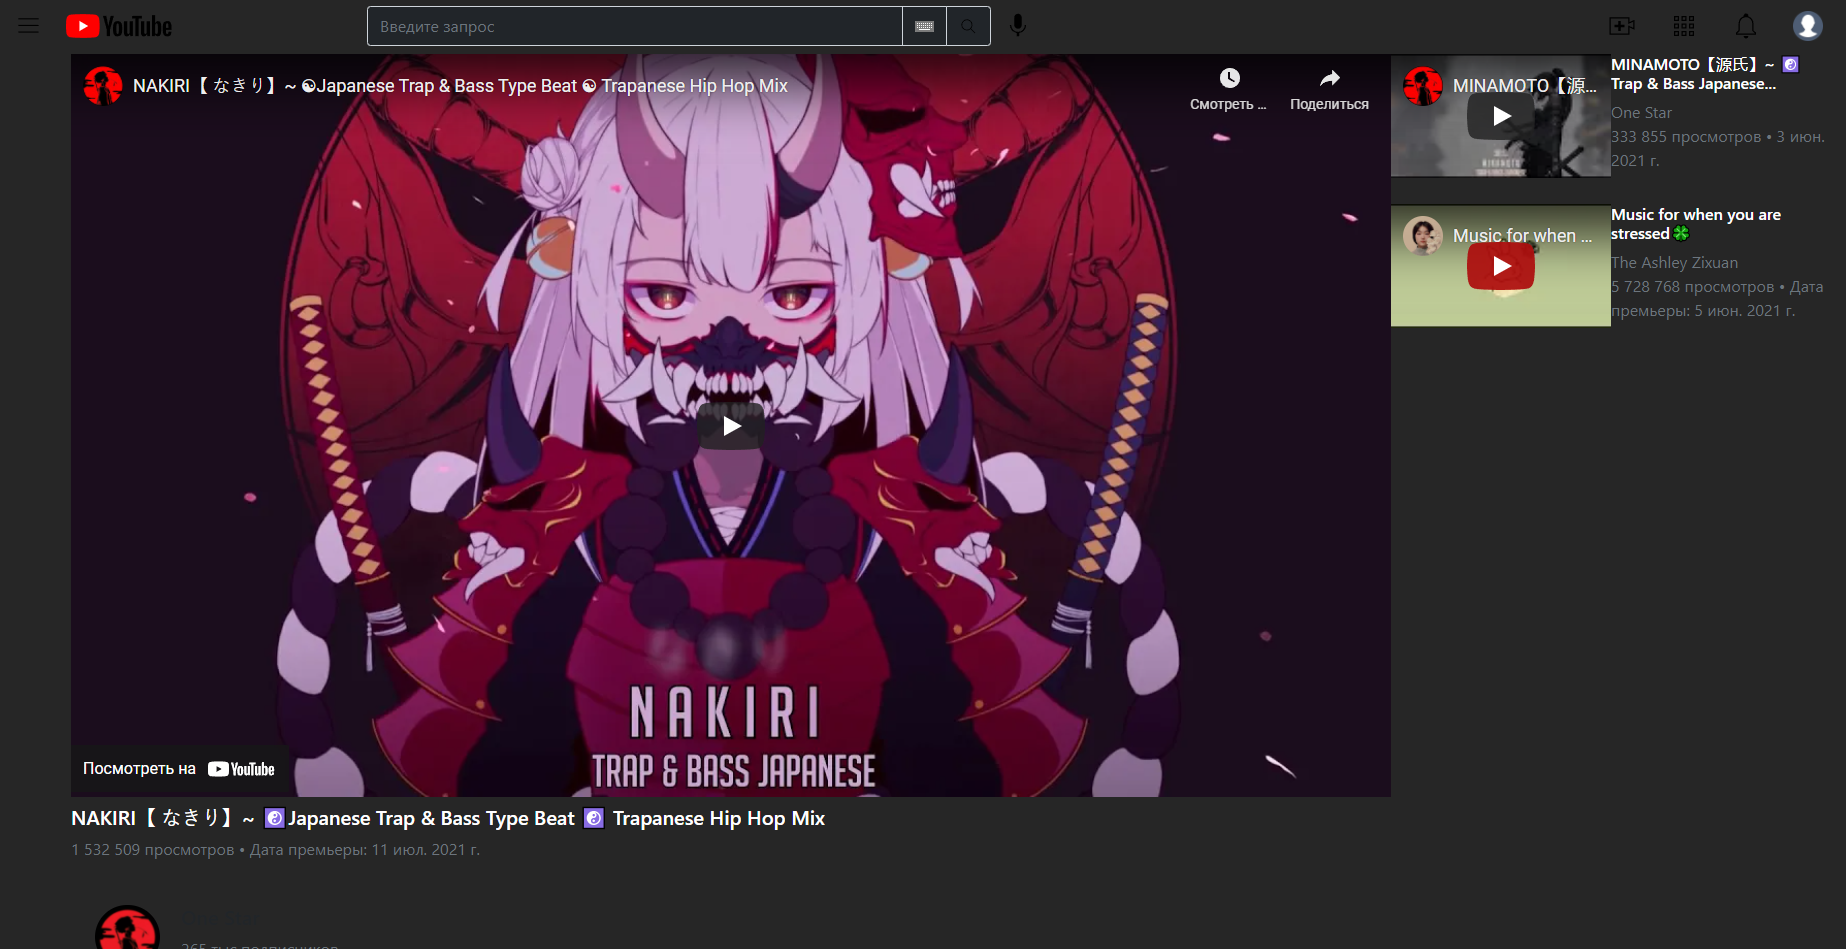 YouTube
Введите запрос
NAKIRI【 なきり】~ ☯Japanese Trap & Bass Type Beat ☯ Trapanese Hip Hop Mix
Смотреть ...
Поделиться
NAKIRI
TRAP & BASS JAPANESE
Посмотреть на YouTube
NAKIRI【 なきり】~ ☯Japanese Trap & Bass Type Beat ☯ Trapanese Hip Hop Mix
1 532 509 просмотров • Дата премьеры: 11 июл. 2021 г.
265 тыс подписчиков
MINAMOTO【源...
MINAMOTO【源氏】~ ☯
Trap & Bass Japanese...
One Star
333 855 просмотров • 3 июн.
2021 г.
Music for when ...
Music for when you are
stressed🍀
The Ashley Zixuan
5 728 768 просмотров • Дата
премьеры: 5 июн. 2021 г.